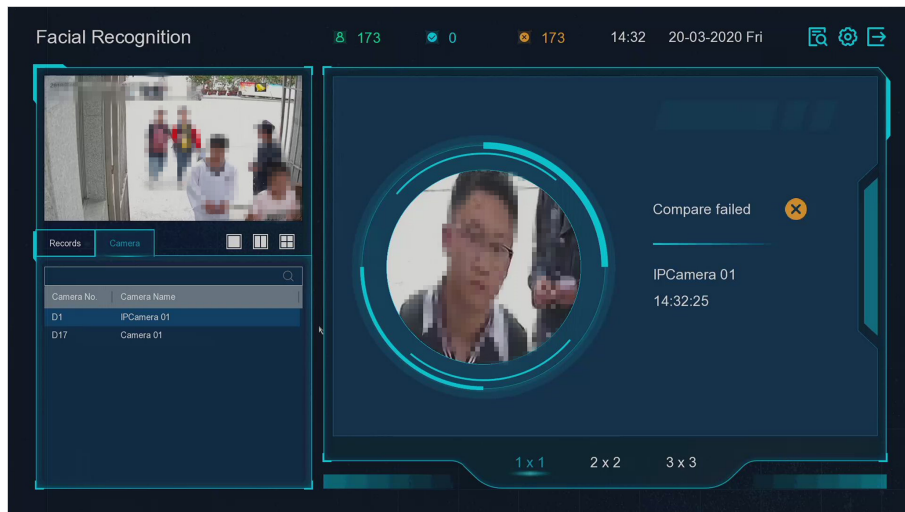 Facial Recognition
173
0
173
14:32
20-03-2020 Fri
Records
Camera
Camera No.
Camera Name
D1
IPCamera 01
D17
Camera 01
Compare failed
IPCamera 01
14:32:25
1 x 1
2 x 2
3 x 3